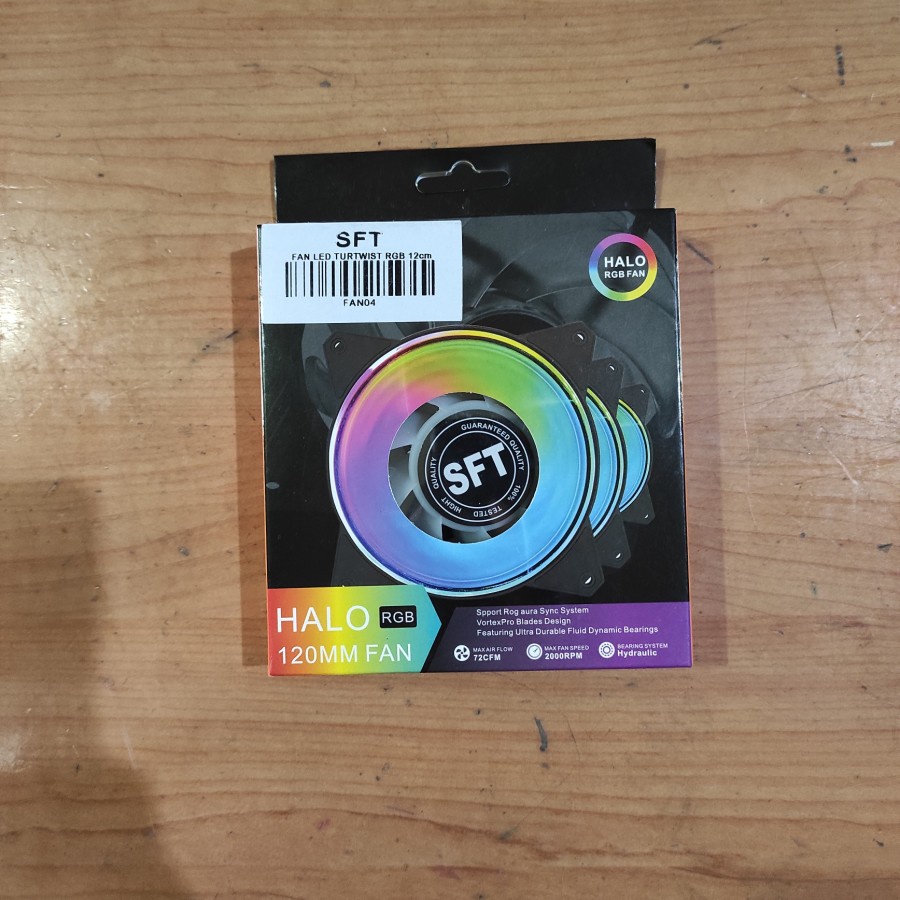 SFT
FAN LED TURTWIST RGB 12cm
FAN04
HALO
RGB FAN
GUARANTEED QUALITY
100%
TESTED
HIGHT
QUALITY
SFT
HALO RGB
120MM FAN
Spport Rog aura Sync System
VortexPro Blades Design
Featuring Ultra Durable Fluid Dynamic Bearings
MAX AIR FLOW
72CFM
MAX FAN SPEED
2000RPM
BEARING SYSTEM
Hydraulic